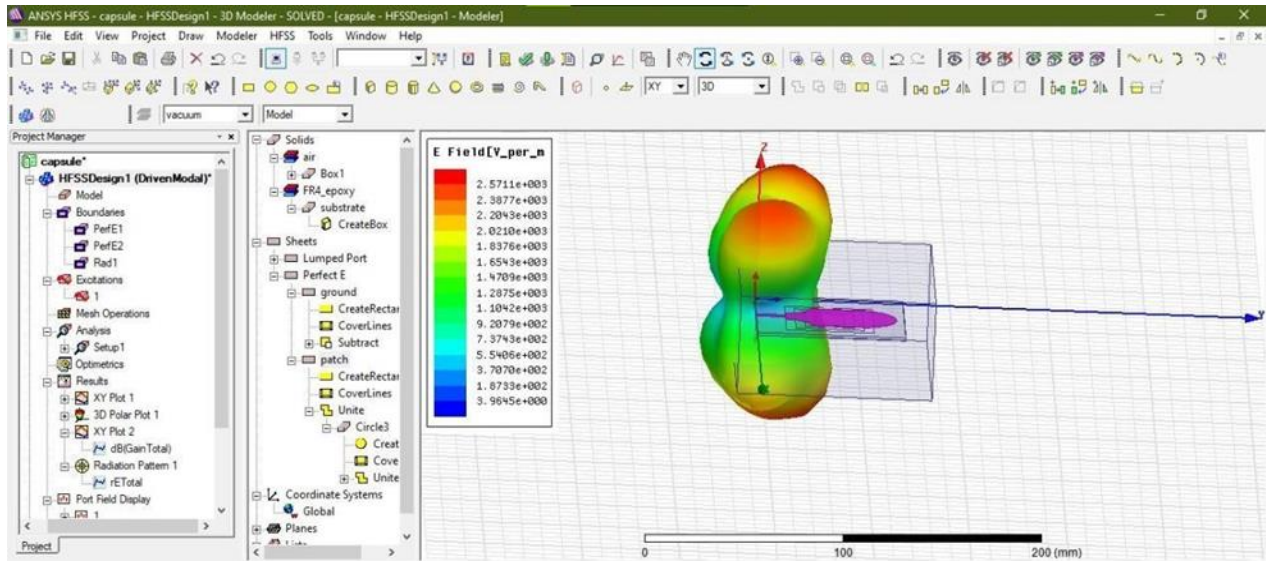 ANSYS HFSS - capsule - HFSSDesign1 - 3D Modeler - SOLVED - [capsule - HFSSDesign1 - Modeler]
File Edit View Project Draw Modeler HFSS Tools Window Help
XY 3D
vacuum Model
Project Manager
capsule*
HFSSDesign1 (DrivenModal)*
Model
Boundaries
PerfE1
PerfE2
Rad1
Excitations
1
Mesh Operations
Analysis
Setup1
Optimetrics
Results
XY Plot 1
3D Polar Plot 1
XY Plot 2
dB(GainTotal)
Radiation Pattern 1
rETotal
Port Field Display
1
Project
Solids
air
Box1
FR4_epoxy
substrate
CreateBox
Sheets
Lumped Port
Perfect E
ground
CreateRectar
CoverLines
Subtract
patch
CreateRectar
CoverLines
Unite
Circle3
Creat
Cove
Unite
Coordinate Systems
Global
Planes
E Field[V_per_m
2.5711e+003
2.3877e+003
2.2043e+003
2.0210e+003
1.8376e+003
1.6543e+003
1.4709e+003
1.2875e+003
1.1042e+003
9.2079e+002
7.3743e+002
5.5406e+002
3.7070e+002
1.8733e+002
3.9645e+000
Z
Y
0 100 200 (mm)